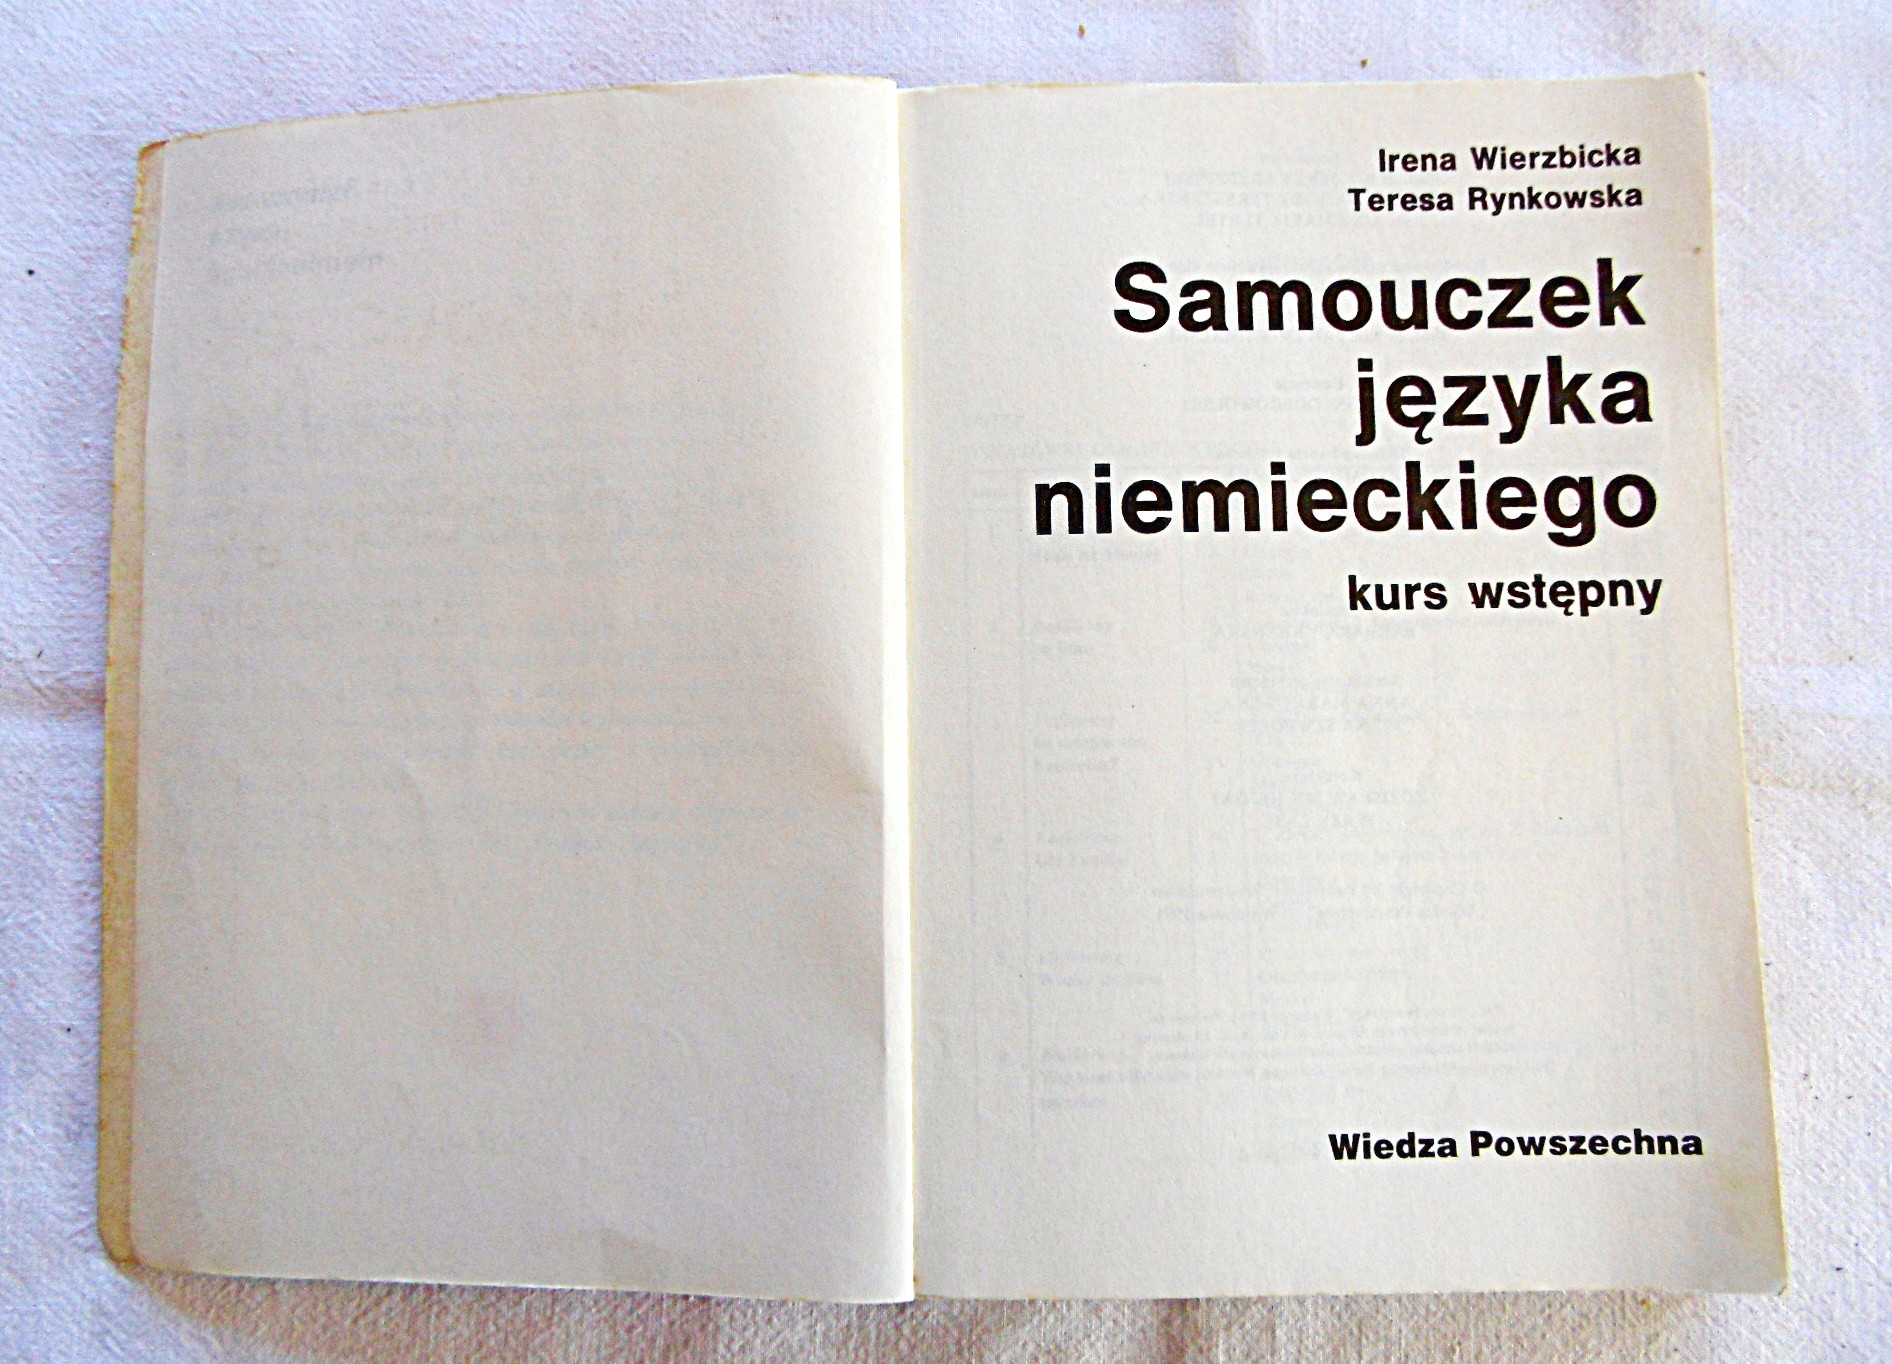 Irena Wierzbicka
Teresa Rynkowska
Samouczek
języka
niemieckiego
kurs wstępny
Wiedza Powszechna